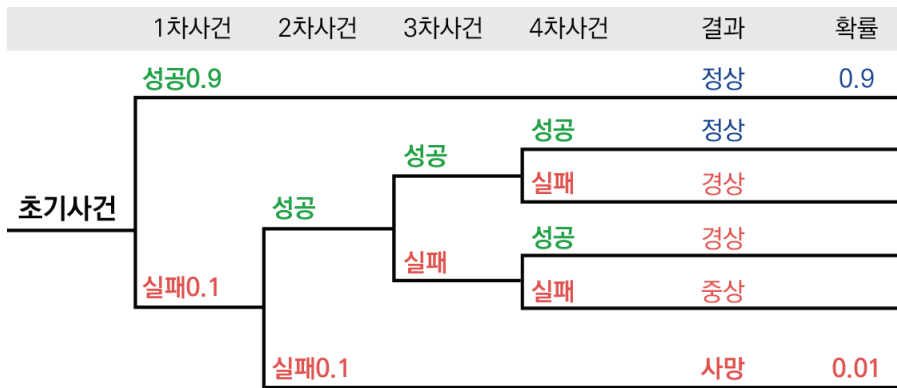 1차사건 2차사건 3차사건 4차사건 결과 확률
성공0.9 정상 0.9
성공 정상
성공
실패 경상
초기사건
성공
성공 경상
실패
실패0.1
실패 중상
실패0.1 사망 0.01